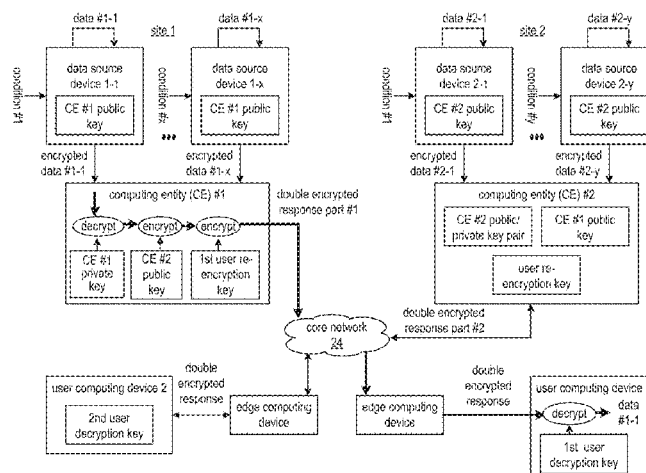 data #1-1
site 1
data #1-x
data #2-1
site 2
data #2-y
condition #1
data source
device 1-1
CE #1 public
key
condition #x
data source
device 1-x
CE #1 public
key
condition #1
data source
device 2-1
CE #2 public
key
condition #y
data source
device 2-y
CE #2 public
key
encrypted
data #1-1
encrypted
data #1-x
encrypted
data #2-1
encrypted
data #2-y
computing entity (CE) #1
decrypt
encrypt
encrypt
CE #1
private
key
CE #2
public
key
1st user re-
encryption
key
double encrypted
response part #1
computing entity (CE) #2
CE #2 public/
private key pair
CE #1 public
key
user re-
encryption key
core network
24
double encrypted
response part #2
user computing device 2
2nd user
decryption key
double
encrypted
response
edge computing
device
edge computing
device
double
encrypted
response
user computing device
decrypt
data
#1-1
1st user
decryption key